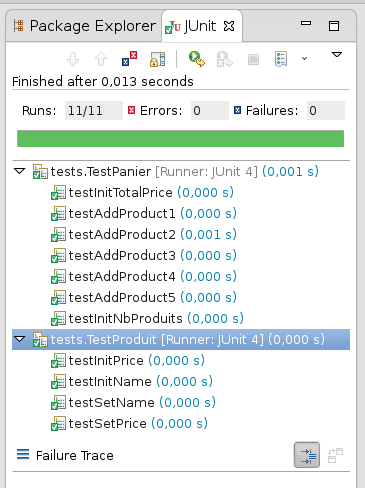 Package Explorer JUnit
Finished after 0,013 seconds
Runs: 11/11 Errors: 0 Failures: 0
tests.TestPanier [Runner: JUnit 4] (0,001 s)
testInitTotalPrice (0,000 s)
testAddProduct1 (0,000 s)
testAddProduct2 (0,001 s)
testAddProduct3 (0,000 s)
testAddProduct4 (0,000 s)
testAddProduct5 (0,000 s)
testInitNbProduits (0,000 s)
tests.TestProduit [Runner: JUnit 4] (0,000 s)
testInitPrice (0,000 s)
testInitName (0,000 s)
testSetName (0,000 s)
testSetPrice (0,000 s)
Failure Trace